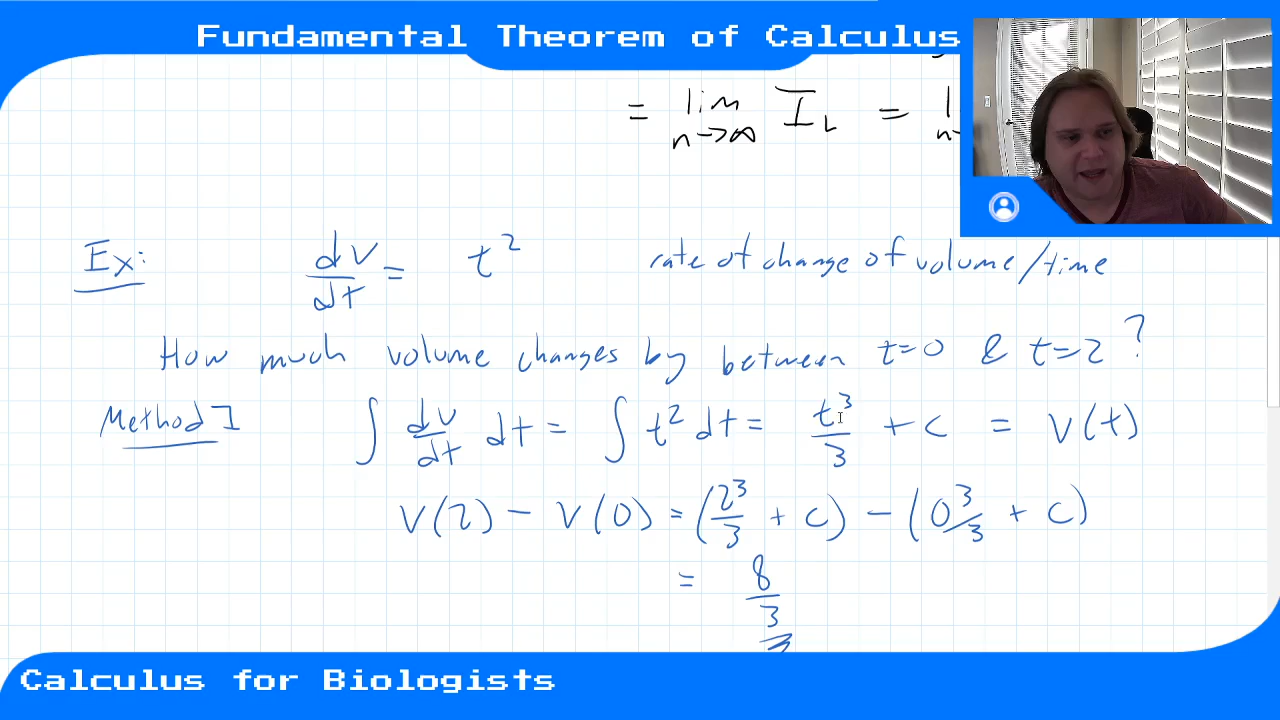 Fundamental Theorem of Calculus
= lim n→∞ I_L =
Ex: dV/dt = t² rate of change of volume/time
How much volume changes by between t=0 & t=2?
Method I ∫ dV/dt dt = ∫ t² dt = t³/3 + C = V(t)
V(2) − V(0) = (2³/3 + C) − (0³/3 + C)
= 8/3
Calculus for Biologists